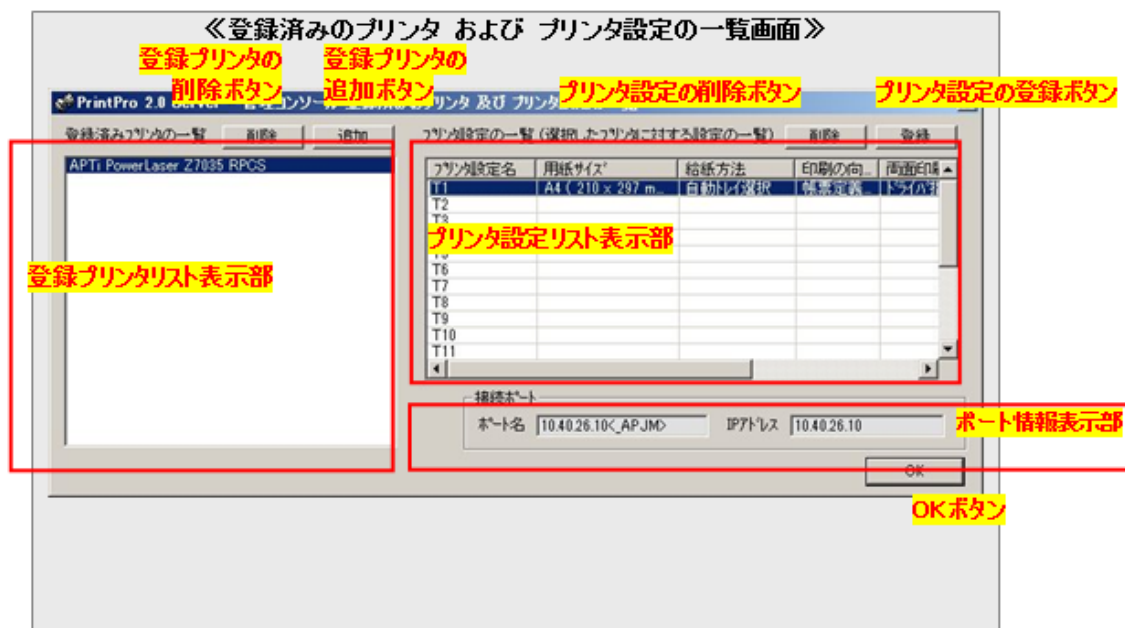 ≪登録済みのプリンタ および プリンタ設定の一覧画面≫
登録プリンタの
削除ボタン
登録プリンタの
追加ボタン
プリンタ設定の削除ボタン
プリンタ設定の登録ボタン
PrintPro 2.0 Server
登録済みプリンタの一覧
削除
追加
プリンタ設定の一覧(選択したプリンタに対する設定の一覧)
削除
登録
APTi PowerLaser Z7035 RPCS
プリンタ設定名 用紙サイズ 給紙方法 印刷の向... 両面印
T1 A4 ( 210 x 297 m... 自動トレイ選択 帳票定義...
T2
T3
プリンタ設定リスト表示部
登録プリンタリスト表示部
T6
T7
T8
T9
T10
T11
接続ポート
ポート名 10.40.26.10<_APJM> IPアドレス 10.40.26.10
ポート情報表示部
OK
OKボタン